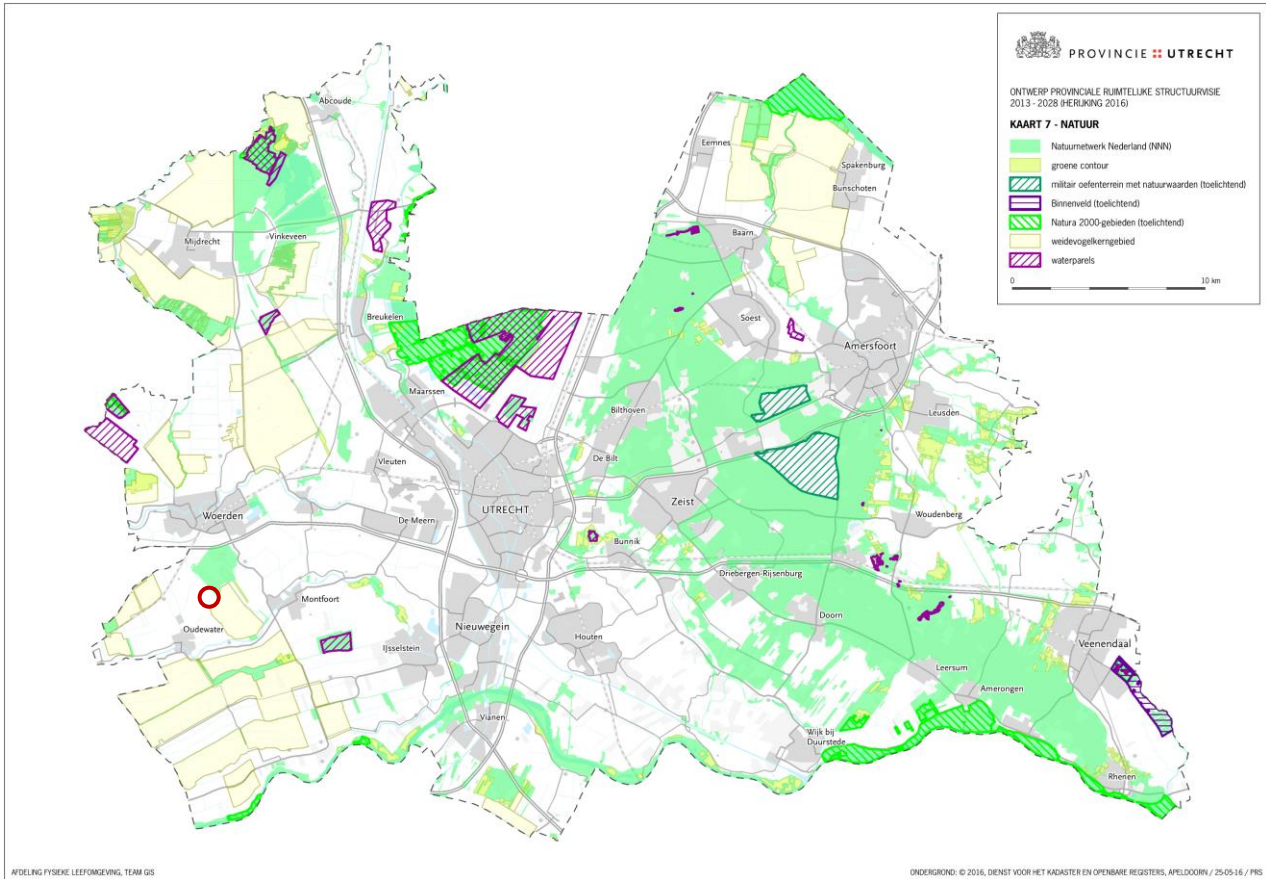 PROVINCIE UTRECHT
ONTWERP PROVINCIALE RUIMTELIJKE STRUCTUURVISIE
2013 - 2028 (HERIJKING 2016)
KAART 7 - NATUUR
Natuurnetwerk Nederland (NNN)
groene contour
militair oefenterrein met natuurwaarden (toelichtend)
Binnenveld (toelichtend)
Natura 2000-gebieden (toelichtend)
weidevogelkerngebied
waterparels
0 10 km
Abcoude
Eemnes
Spakenburg
Bunschoten
Mijdrecht
Vinkeveen
Baarn
Breukelen
Soest
Amersfoort
Maarssen
Bilthoven
Leusden
Vleuten
De Bilt
Zeist
Woerden
De Meern
UTRECHT
Woudenberg
Bunnik
Driebergen-Rijsenburg
Montfoort
Oudewater
Nieuwegein
Houten
Doorn
IJsselstein
Veenendaal
Leersum
Amerongen
Vianen
Wijk bij
Duurstede
Rhenen
AFDELING FYSIEKE LEEFOMGEVING, TEAM GIS
ONDERGROND: © 2016, DIENST VOOR HET KADASTER EN OPENBARE REGISTERS, APELDOORN / 25-05-16 / PRS